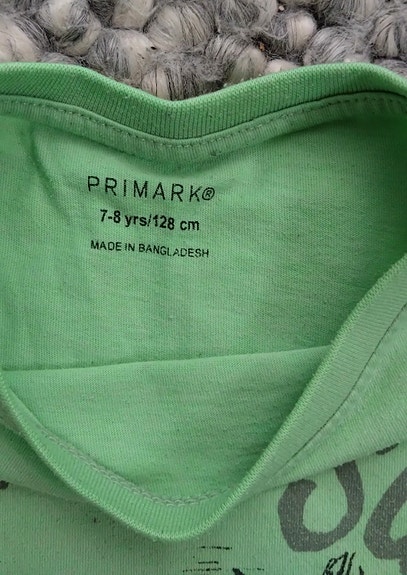 PRIMARK®
7-8 yrs/128 cm
MADE IN BANGLADESH